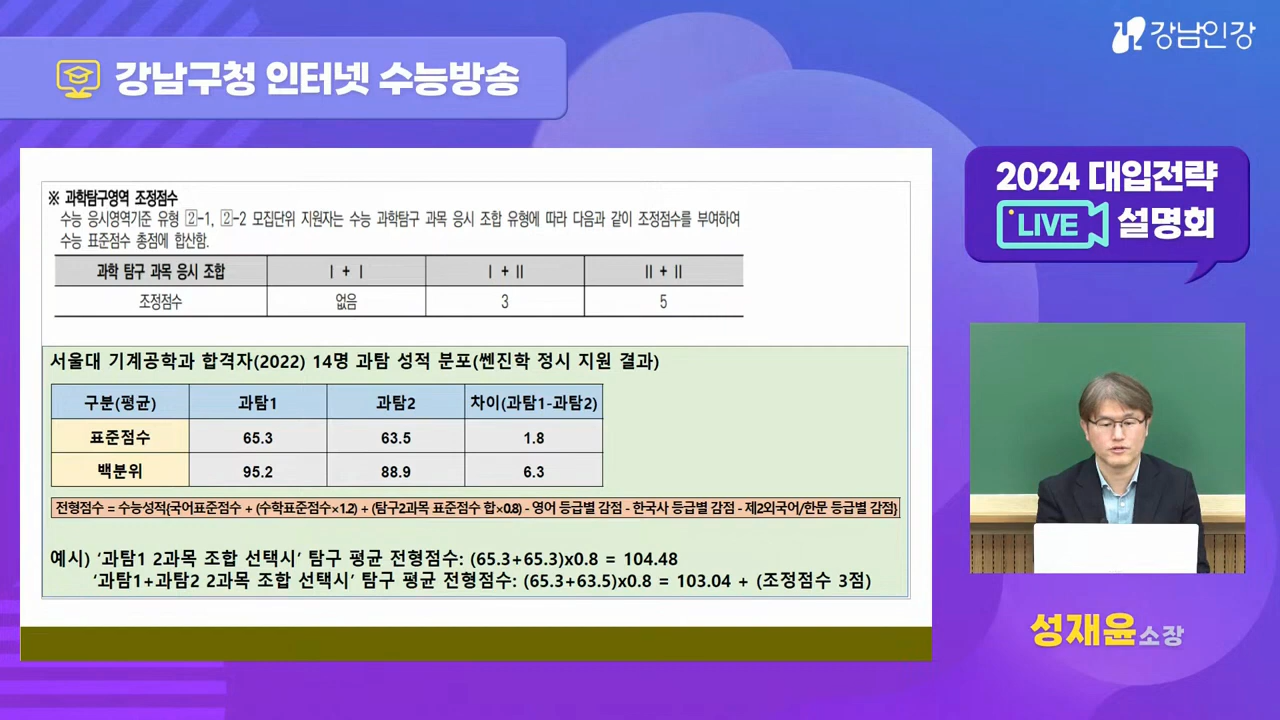 강남인강
강남구청 인터넷 수능방송
2024 대입전략
LIVE 설명회
※ 과학탐구영역 조정점수
수능 응시영역기준 유형 2-1, 2-2 모집단위 지원자는 수능 과학탐구 과목 응시 조합 유형에 따라 다음과 같이 조정점수를 부여하여
수능 표준점수 총점에 합산함.
과학 탐구 과목 응시 조합 Ⅰ + Ⅰ Ⅰ + Ⅱ Ⅱ + Ⅱ
조정점수 없음 3 5
서울대 기계공학과 합격자(2022) 14명 과탐 성적 분포(쎈진학 정시 지원 결과)
구분(평균) 과탐1 과탐2 차이(과탐1-과탐2)
표준점수 65.3 63.5 1.8
백분위 95.2 88.9 6.3
전형점수 = 수능성적{국어표준점수 + (수학표준점수×1.2) + (탐구2과목 표준점수 합×0.8) - 영어 등급별 감점 - 한국사 등급별 감점 - 제2외국어/한문 등급별 감점}
예시) ‘과탐1 2과목 조합 선택시’ 탐구 평균 전형점수: (65.3+65.3)x0.8 = 104.48
‘과탐1+과탐2 2과목 조합 선택시’ 탐구 평균 전형점수: (65.3+63.5)x0.8 = 103.04 + (조정점수 3점)
성재윤소장